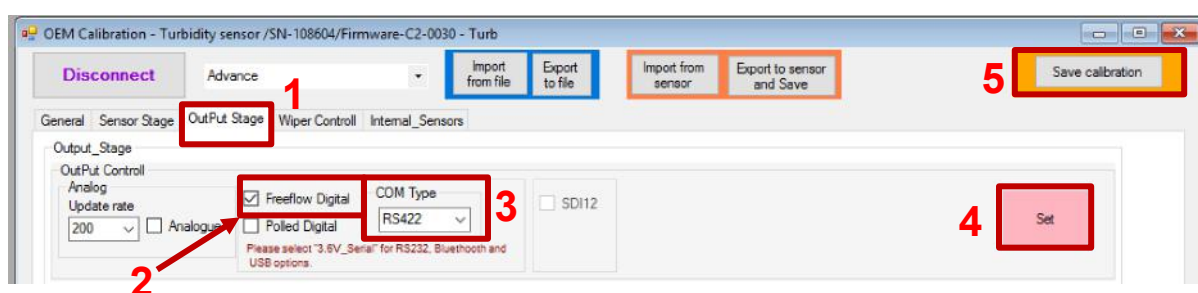 OEM Calibration - Turbidity sensor /SN-108604/Firmware-C2-0030 - Turb
Disconnect
Advance
Import from file
Export to file
Import from sensor
Export to sensor and Save
5
Save calibration
1
General Sensor Stage OutPut Stage Wiper Controll Internal_Sensors
Output_Stage
OutPut Controll
Analog
Update rate
200
Analogue
Freeflow Digital
Polled Digital
COM Type
RS422
3
Please select "3.6V_Serial" for RS232, Bluethooth and
USB options.
SDI12
4
Set
2